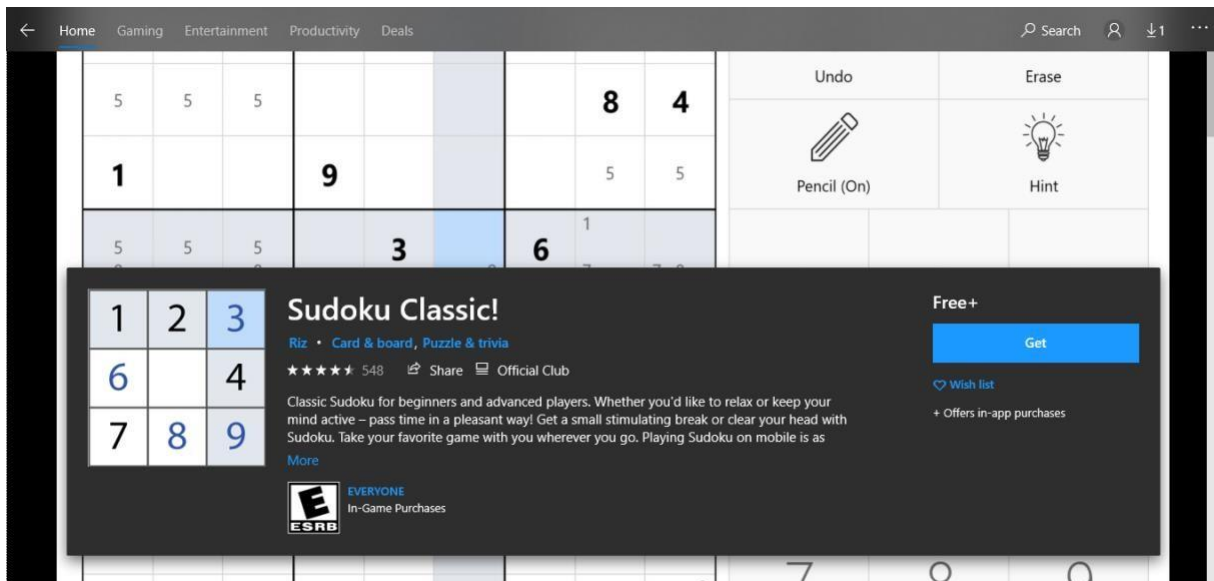 Home Gaming Entertainment Productivity Deals Search 1 ...
Undo Erase
5 5 5 8 4
1 9 5 5
Pencil (On) Hint
5 5 5 3 6 1
1 2 3
6 4
7 8 9
Sudoku Classic!
Riz • Card & board, Puzzle & trivia
548 Share Official Club
Classic Sudoku for beginners and advanced players. Whether you'd like to relax or keep your
mind active – pass time in a pleasant way! Get a small stimulating break or clear your head with
Sudoku. Take your favorite game with you wherever you go. Playing Sudoku on mobile is as
More
E
ESRB
EVERYONE
In-Game Purchases
Free+
Get
Wish list
+ Offers in-app purchases